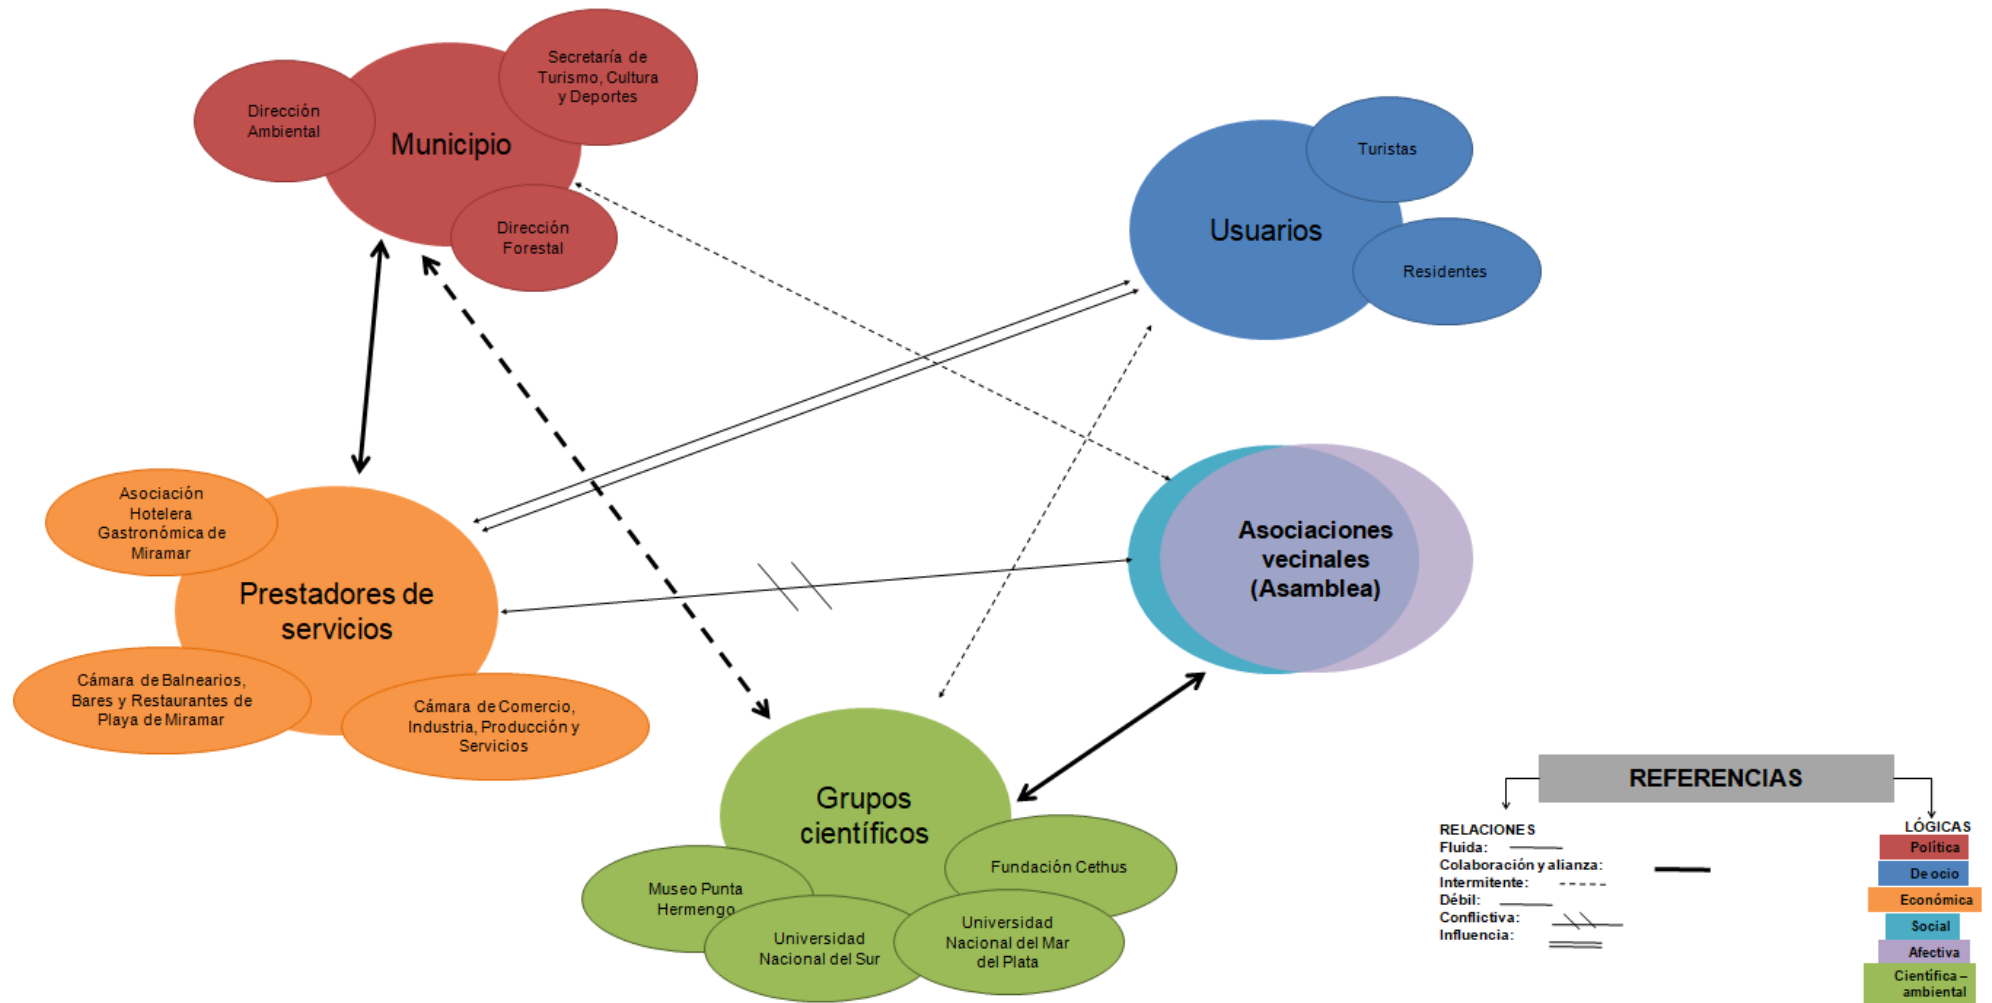 Secretaría de
Turismo, Cultura
y Deportes
Dirección
Ambiental
Municipio
Dirección
Forestal
Turistas
Usuarios
Residentes
Asociación
Hotelera
Gastronómica de
Miramar
Prestadores de
servicios
Cámara de Balnearios,
Bares y Restaurantes de
Playa de Miramar
Cámara de Comercio,
Industria, Producción y
Servicios
Asociaciones
vecinales
(Asamblea)
Grupos
científicos
Fundación Cethus
Museo Punta
Hermengo
Universidad
Nacional del Sur
Universidad
Nacional del Mar
del Plata
REFERENCIAS
RELACIONES
Fluida:
Colaboración y alianza:
Intermitente:
Débil:
Conflictiva:
Influencia:
LÓGICAS
Política
De ocio
Económica
Social
Afectiva
Científica –
ambiental